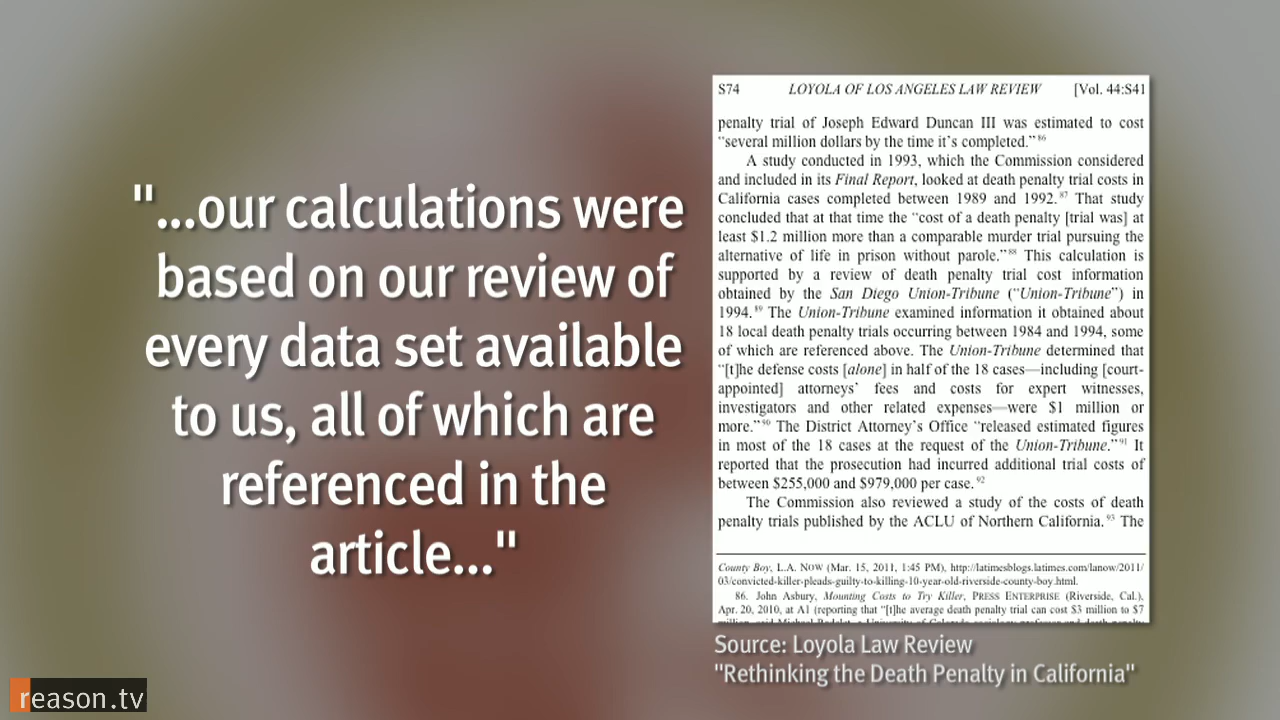 "...our calculations were
based on our review of
every data set available
to us, all of which are
referenced in the
article..."
S74 LOYOLA OF LOS ANGELES LAW REVIEW [Vol. 44:S41
penalty trial of Joseph Edward Duncan III was estimated to cost
“several million dollars by the time it’s completed.”86
A study conducted in 1993, which the Commission considered
and included in its Final Report, looked at death penalty trial costs in
California cases completed between 1989 and 1992.87 That study
concluded that at that time the “cost of a death penalty [trial was] at
least $1.2 million more than a comparable murder trial pursuing the
alternative of life in prison without parole.”88 This calculation is
supported by a review of death penalty trial cost information
obtained by the San Diego Union-Tribune (“Union-Tribune”) in
1994.89 The Union-Tribune examined information it obtained about
18 local death penalty trials occurring between 1984 and 1994, some
of which are referenced above. The Union-Tribune determined that
“[t]he defense costs [alone] in half of the 18 cases—including [court-
appointed] attorneys’ fees and costs for expert witnesses,
investigators and other related expenses—were $1 million or
more.”90 The District Attorney’s Office “released estimated figures
in most of the 18 cases at the request of the Union-Tribune.”91 It
reported that the prosecution had incurred additional trial costs of
between $255,000 and $979,000 per case.92
The Commission also reviewed a study of the costs of death
penalty trials published by the ACLU of Northern California.93 The
County Boy, L.A. NOW (Mar. 15, 2011, 1:45 PM), http://latimesblogs.latimes.com/lanow/2011/
03/convicted-killer-pleads-guilty-to-killing-10-year-old-riverside-county-boy.html.
86. John Asbury, Mounting Costs to Try Killer, PRESS ENTERPRISE (Riverside, Cal.),
Apr. 20, 2010, at A1 (reporting that “[t]he average death penalty trial can cost $3 million to $7
Source: Loyola Law Review
"Rethinking the Death Penalty in California"
reason.tv